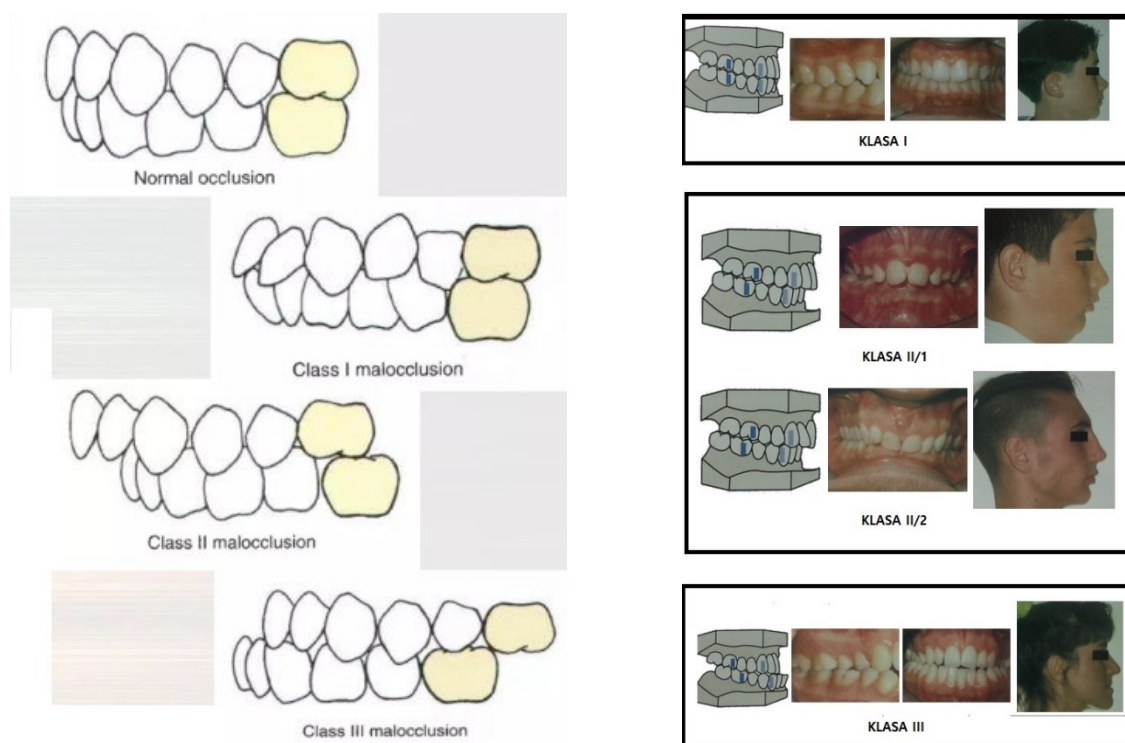 Normal occlusion
Class I malocclusion
Class II malocclusion
Class III malocclusion
KLASA I
KLASA II/1
KLASA II/2
KLASA III